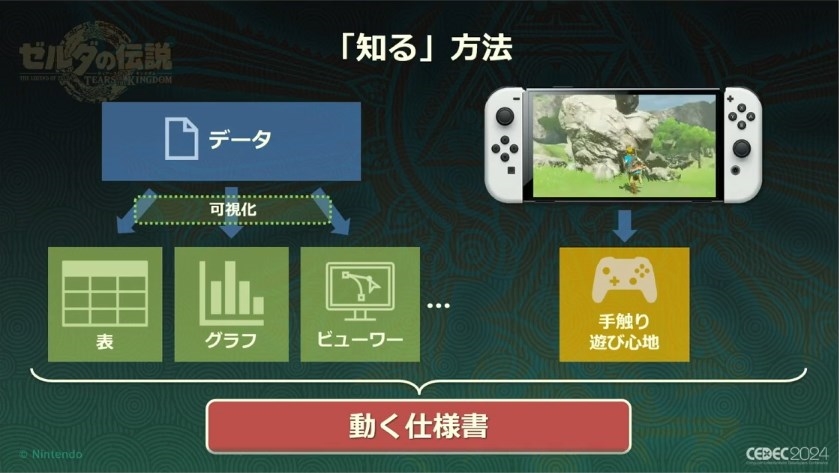 「知る」方法
ゼルダの伝説
TEARS OF THE KINGDOM
データ
可視化
表
グラフ
ビューワー
...
手触り
遊び心地
動く仕様書
© Nintendo
CEDEC2024